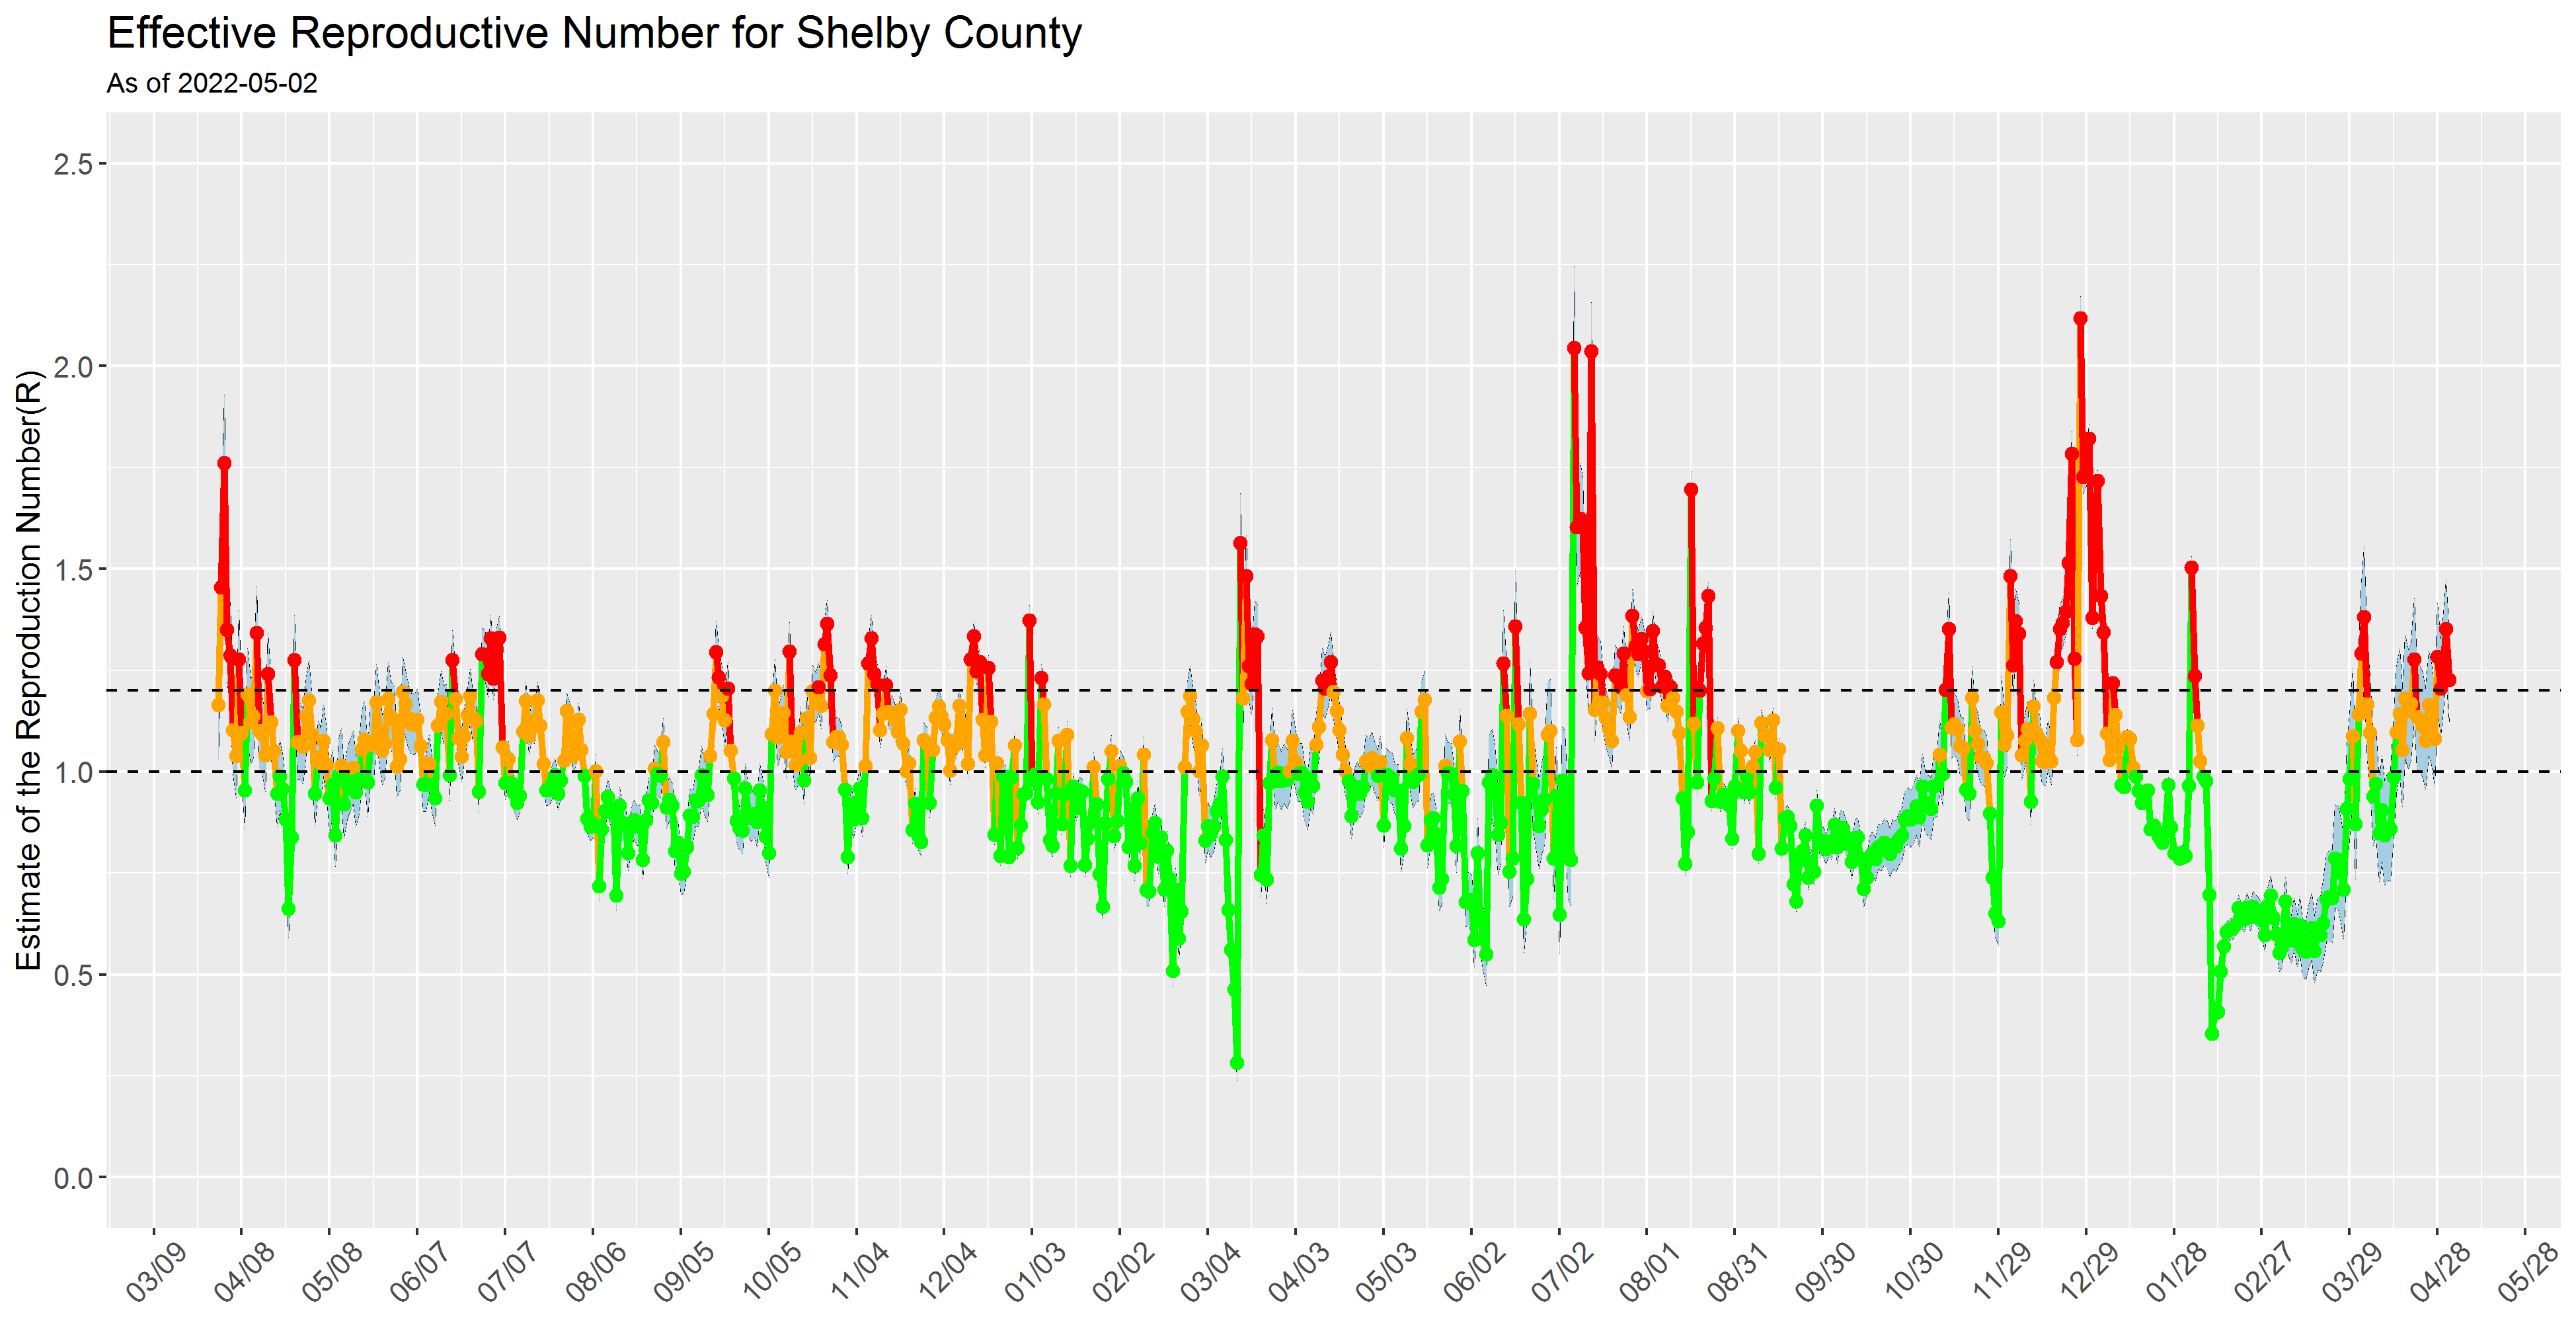 Effective Reproductive Number for Shelby County
As of 2022-05-02
Estimate of the Reproduction Number(R)
2.5
2.0
1.5
1.0
0.5
0.0
03/09 04/08 05/08 06/07 07/07 08/06 09/05 10/05 11/04 12/04 01/03 02/02 03/04 04/03 05/03 06/02 07/02 08/01 08/31 09/30 10/30 11/29 12/29 01/28 02/27 03/29 04/28 05/28